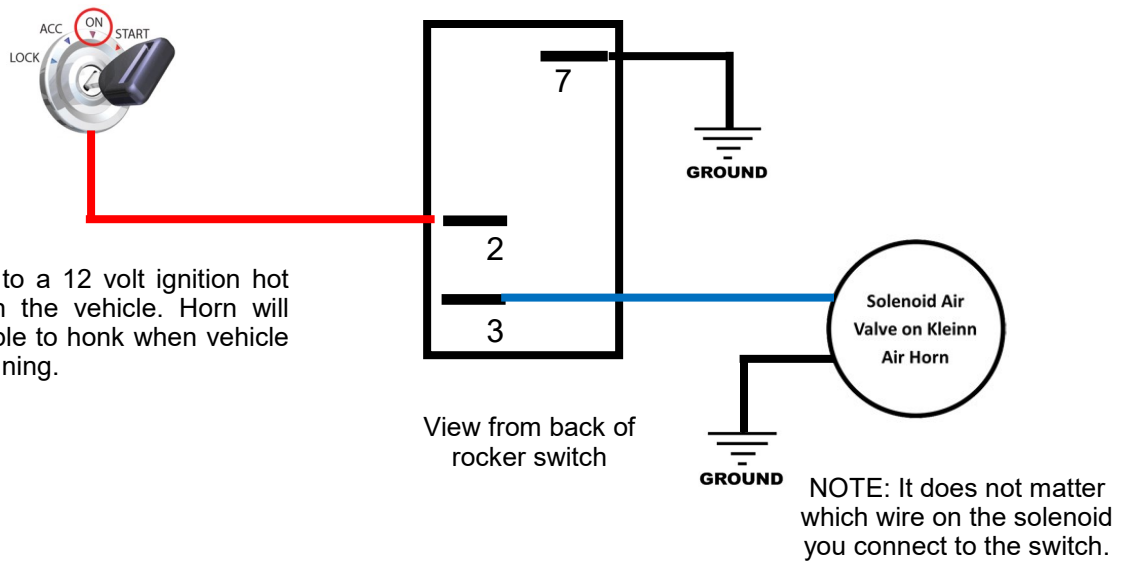 ACC
ON
START
LOCK
7
GROUND
2
to a 12 volt ignition hot
the vehicle. Horn will
to honk when vehicle
3
Solenoid Air
Valve on Kleinn
Air Horn
View from back of
rocker switch
GROUND
NOTE: It does not matter
which wire on the solenoid
you connect to the switch.